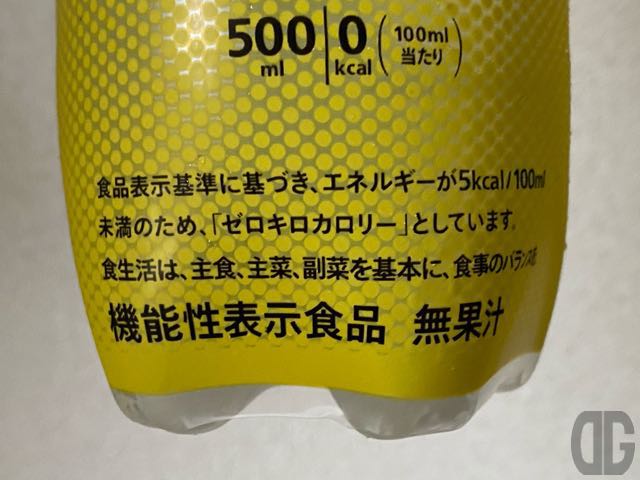 500 ml | 0 kcal (100ml 当たり)
食品表示基準に基づき、エネルギーが5kcal/100ml
未満のため、「ゼロキロカロリー」としています。
食生活は、主食、主菜、副菜を基本に、食事のバランスを
機能性表示食品 無果汁
DG